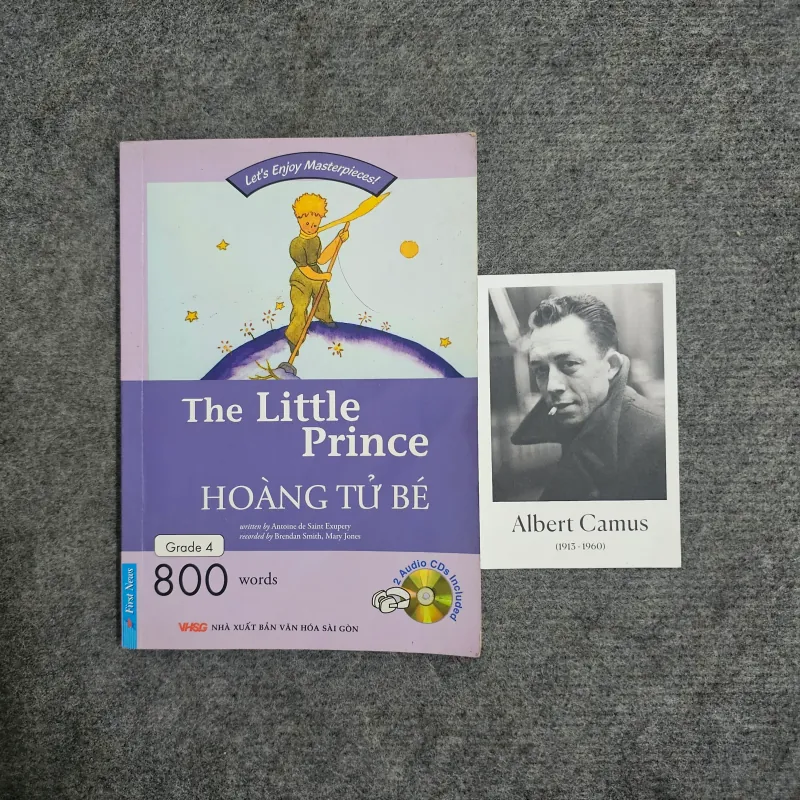 Let's Enjoy Masterpieces!
The Little
Prince
HOÀNG TỬ BÉ
written by Antoine de Saint Exupery
recorded by Brendan Smith, Mary Jones
Grade 4
800 words
2 Audio CDs Included
First News
VHSG NHÀ XUẤT BẢN VĂN HÓA SÀI GÒN
Albert Camus
(1913-1960)